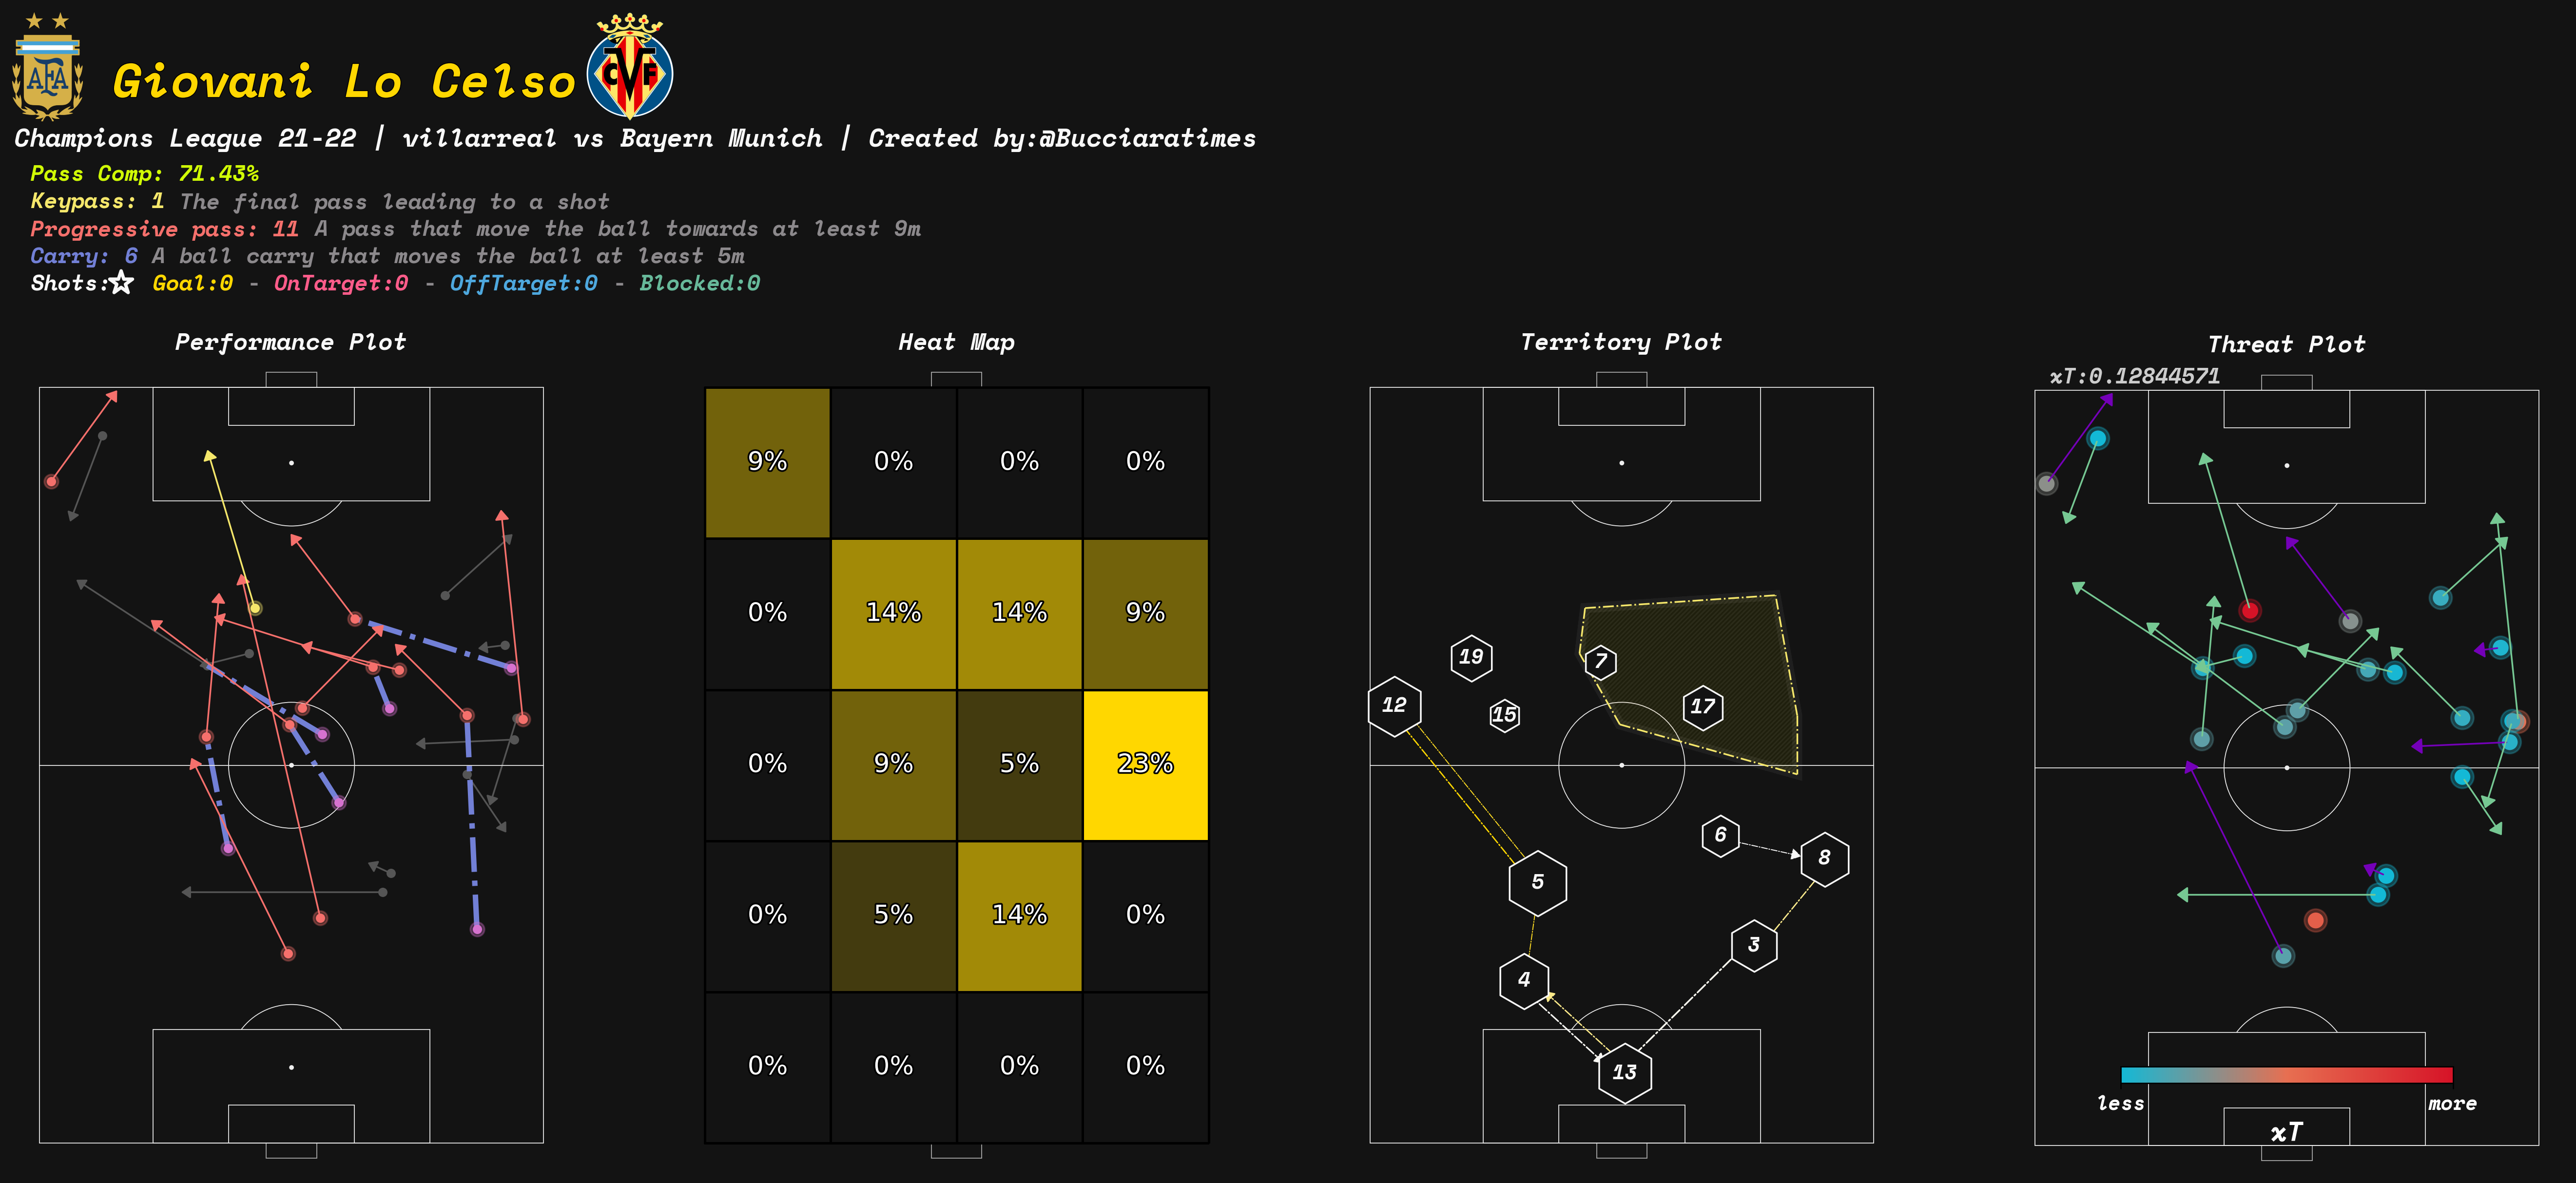 AFA
Giovani Lo Celso
CVF
Champions League 21-22 | villarreal vs Bayern Munich | Created by:@Bucciaratimes
Pass Comp: 71.43%
Keypass: 1 The final pass leading to a shot
Progressive pass: 11 A pass that move the ball towards at least 9m
Carry: 6 A ball carry that moves the ball at least 5m
Shots: Goal:0 - OnTarget:0 - OffTarget:0 - Blocked:0
Performance Plot
Heat Map
9% 0% 0% 0%
0% 14% 14% 9%
0% 9% 5% 23%
0% 5% 14% 0%
0% 0% 0% 0%
Territory Plot
19
7
12
15
17
6
8
5
3
4
13
Threat Plot
xT:0.12844571
less more
xT